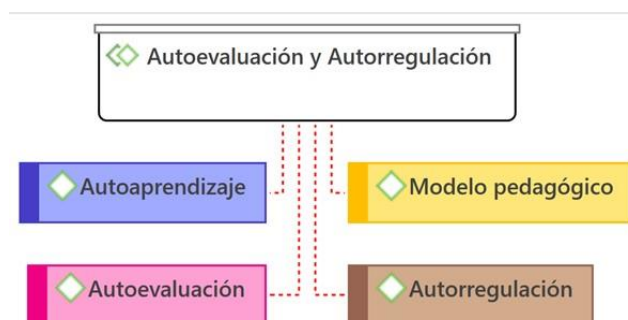 Autoevaluación y Autorregulación
Autoaprendizaje
Modelo pedagógico
Autoevaluación
Autorregulación